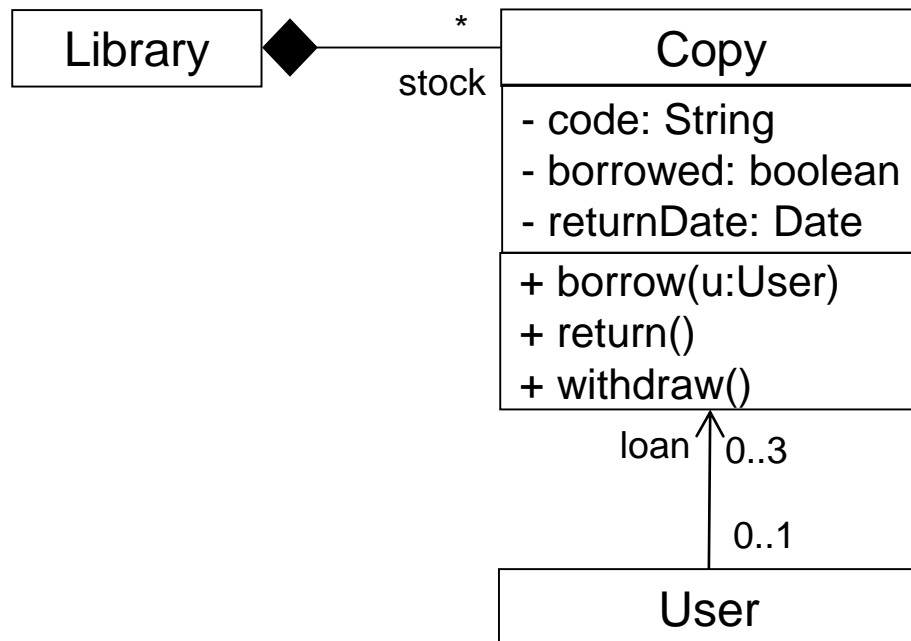 Library
*
stock
Copy
- code: String
- borrowed: boolean
- returnDate: Date
+ borrow(u:User)
+ return()
+ withdraw()
loan
0..3
0..1
User